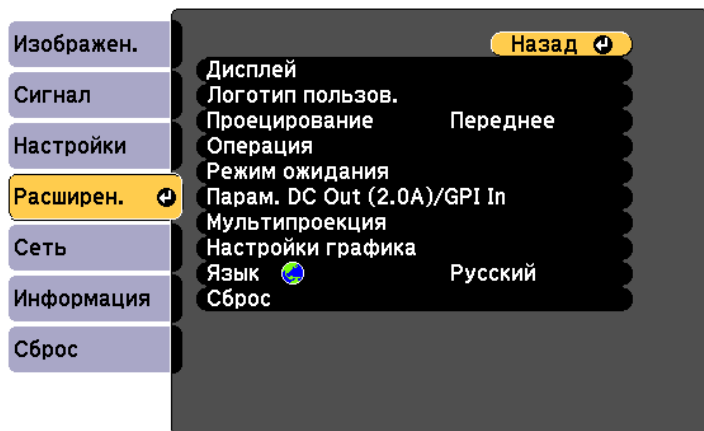 Изображен.
Сигнал
Настройки
Расширен.
Сеть
Информация
Сброс
Назад
Дисплей
Логотип пользов.
Проецирование Переднее
Операция
Режим ожидания
Парам. DC Out (2.0A)/GPI In
Мультипроекция
Настройки графика
Язык Русский
Сброс